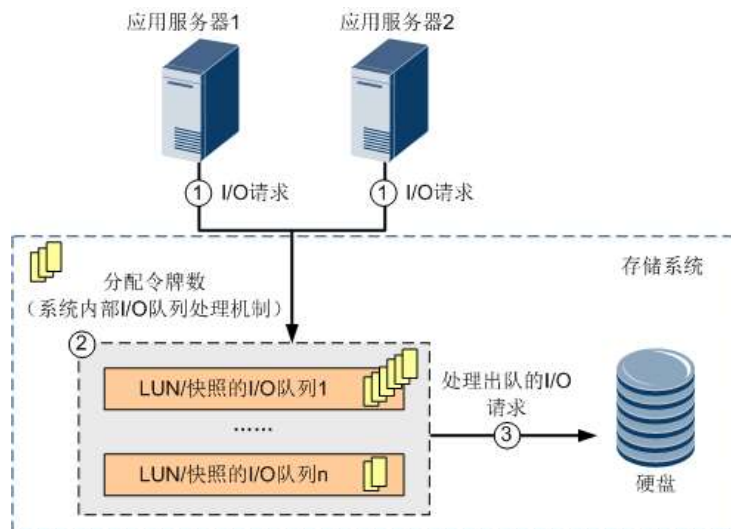 应用服务器1
应用服务器2
① I/O请求
① I/O请求
分配令牌数
（系统内部I/O队列处理机制）
存储系统
②
LUN/快照的I/O队列1
……
LUN/快照的I/O队列n
处理出队的I/O
请求
③
硬盘